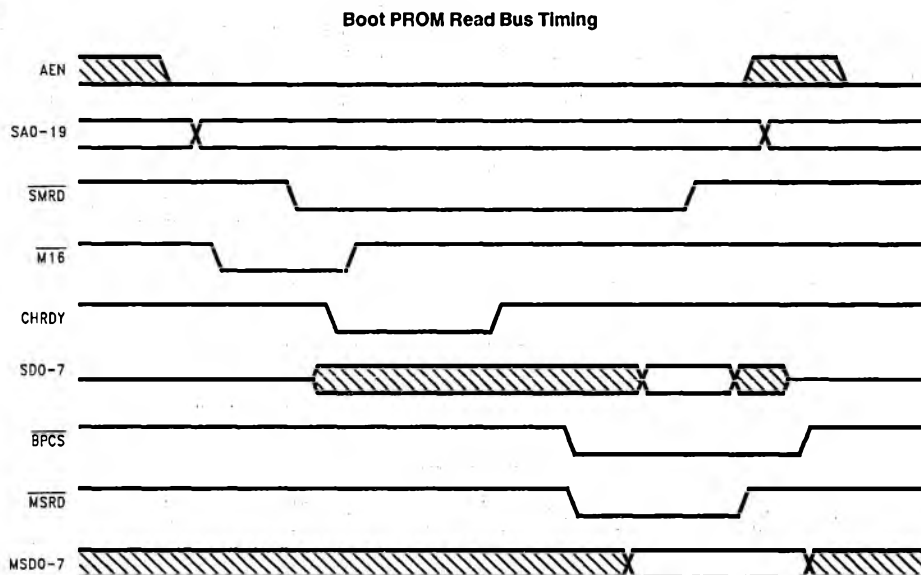 Boot PROM Read Bus Timing
AEN
SA0-19
SMRD
M16
CHRDY
SD0-7
BPCS
MSRD
MSD0-7